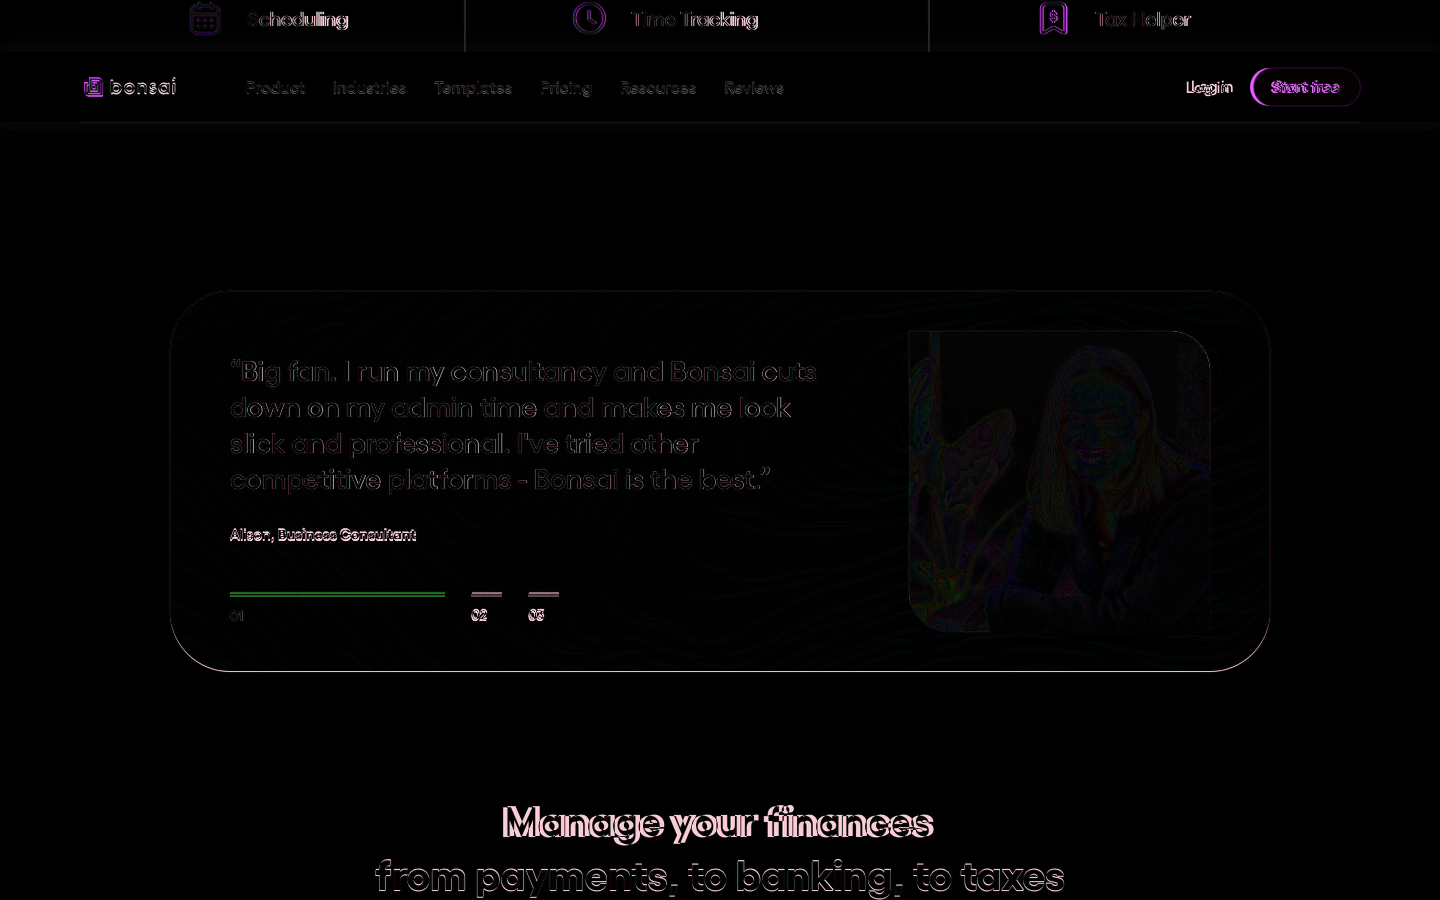 Scheduling
Time Tracking
Tax Helper
bonsai
Product
Industries
Templates
Pricing
Resources
Reviews
Login
Start free
“Big fan. I run my consultancy and Bonsai cuts
down on my admin time and makes me look
slick and professional. I've tried other
competitive platforms - Bonsai is the best.”
Alison, Business Consultant
01
02
03
Manage your finances
from payments, to banking, to taxes